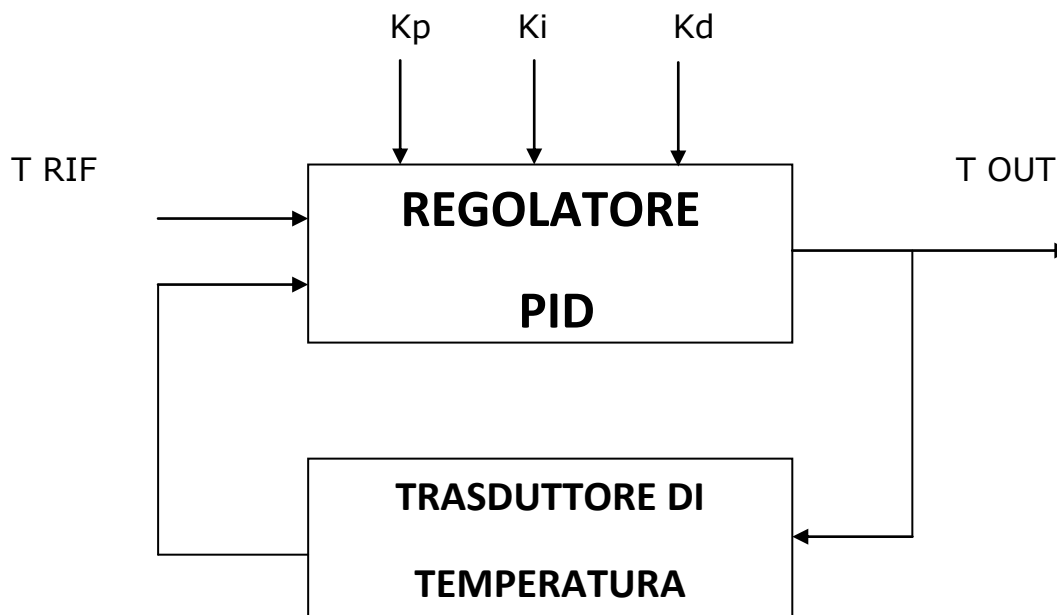 Kp Ki Kd
T RIF
T OUT
REGOLATORE
PID
TRASDUTTORE DI
TEMPERATURA